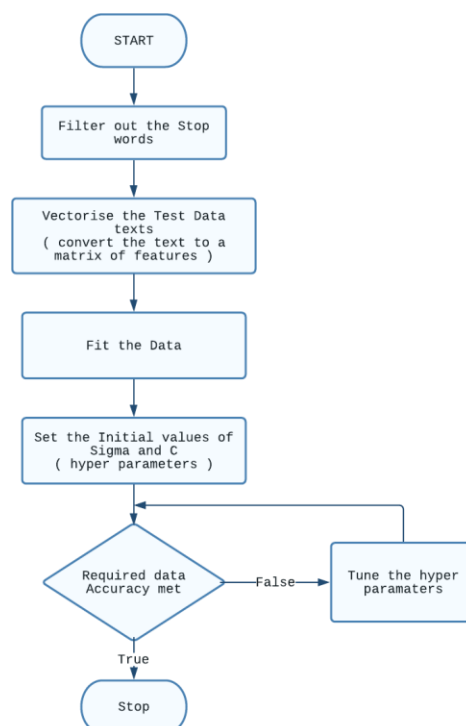 START
Filter out the Stop
words
Vectorise the Test Data
texts
( convert the text to a
matrix of features )
Fit the Data
Set the Initial values of
Sigma and C
( hyper parameters )
Required data
Accuracy met
False
Tune the hyper
paramaters
True
Stop